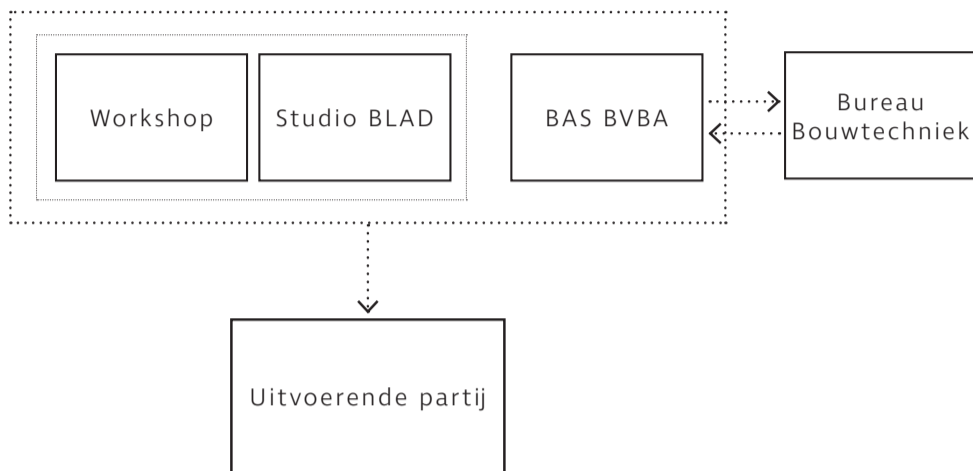 Workshop
Studio BLAD
BAS BVBA
Bureau
Bouwtechniek
Uitvoerende partij